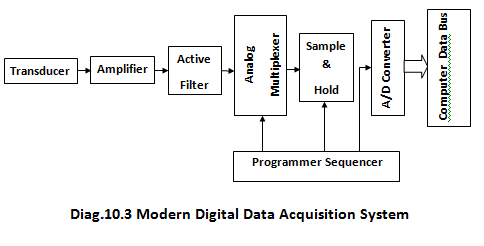 Transducer
Amplifier
Active
Filter
Analog
Multiplexer
Sample
&
Hold
A/D Converter
Computer Data Bus
Programmer Sequencer
Diag.10.3 Modern Digital Data Acquisition System